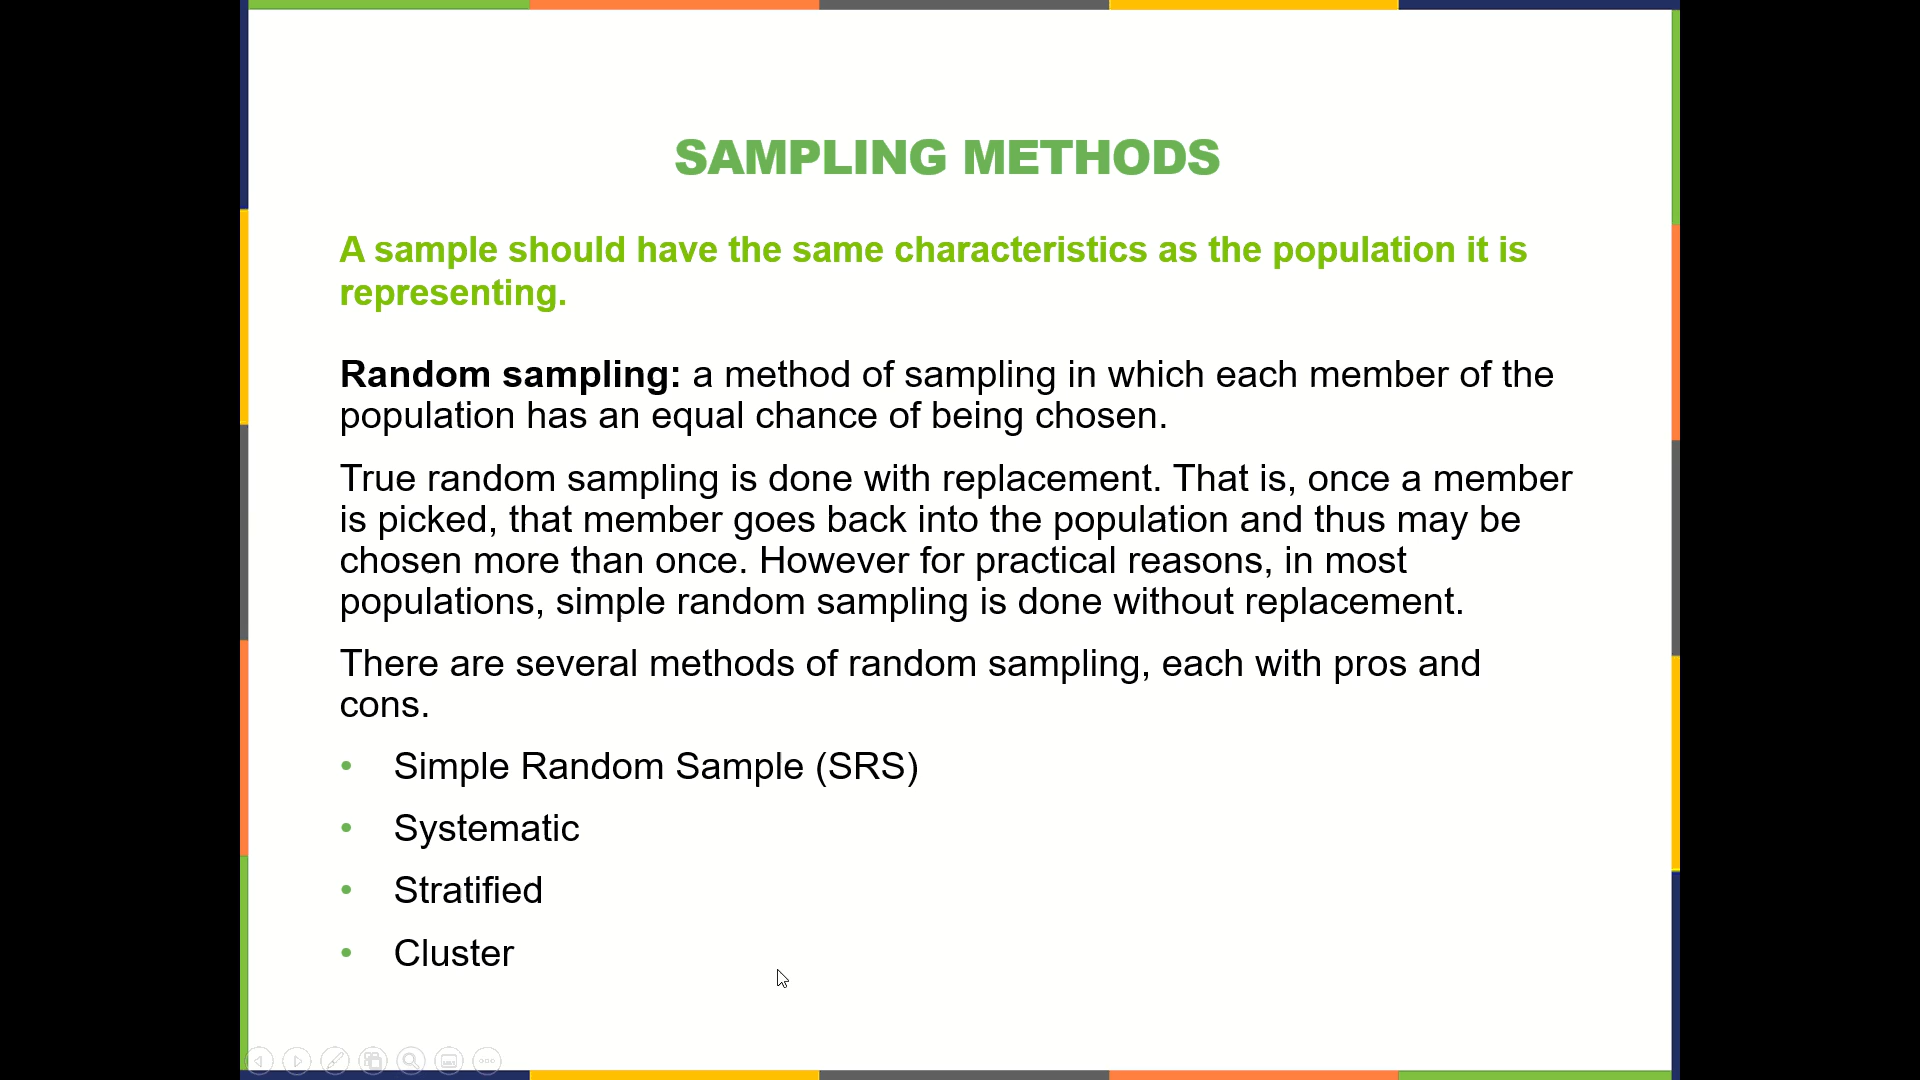 SAMPLING METHODS
A sample should have the same characteristics as the population it is
representing.
Random sampling: a method of sampling in which each member of the
population has an equal chance of being chosen.
True random sampling is done with replacement. That is, once a member
is picked, that member goes back into the population and thus may be
chosen more than once. However for practical reasons, in most
populations, simple random sampling is done without replacement.
There are several methods of random sampling, each with pros and
cons.
• Simple Random Sample (SRS)
• Systematic
• Stratified
• Cluster